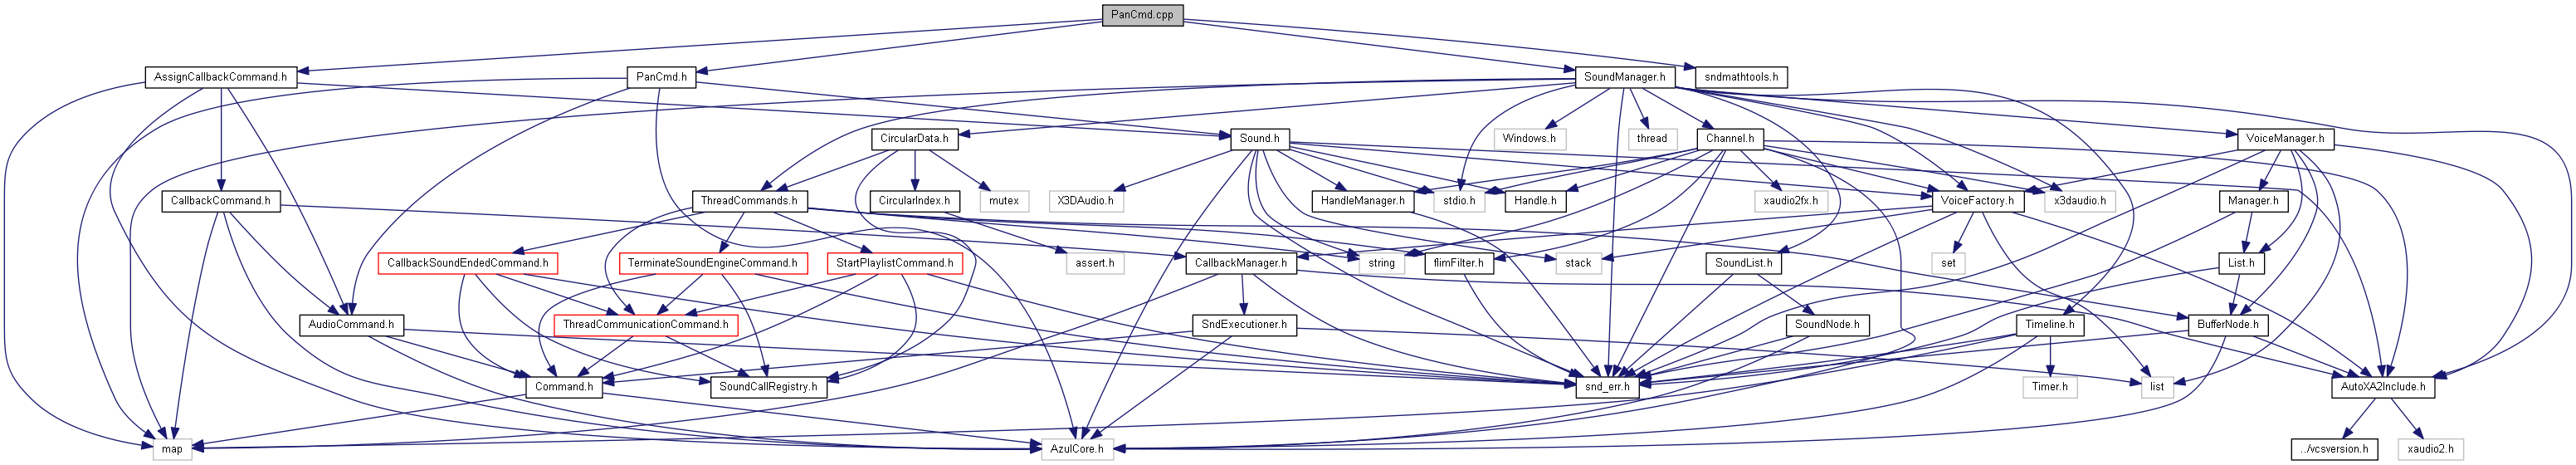 PanCmd.cpp
AssignCallbackCommand.h
PanCmd.h
SoundManager.h
sndmathtools.h
CircularData.h
Sound.h
Windows.h
thread
Channel.h
VoiceManager.h
CallbackCommand.h
ThreadCommands.h
CircularIndex.h
mutex
X3DAudio.h
HandleManager.h
stdio.h
Handle.h
xaudio2fx.h
VoiceFactory.h
x3daudio.h
Manager.h
CallbackSoundEndedCommand.h
TerminateSoundEngineCommand.h
StartPlaylistCommand.h
assert.h
CallbackManager.h
string
flimFilter.h
stack
SoundList.h
set
List.h
AudioCommand.h
ThreadCommunicationCommand.h
SndExecutioner.h
SoundNode.h
Timeline.h
BufferNode.h
Command.h
SoundCallRegistry.h
snd_err.h
Timer.h
list
AutoXA2Include.h
map
AzulCore.h
../vcsversion.h
xaudio2.h